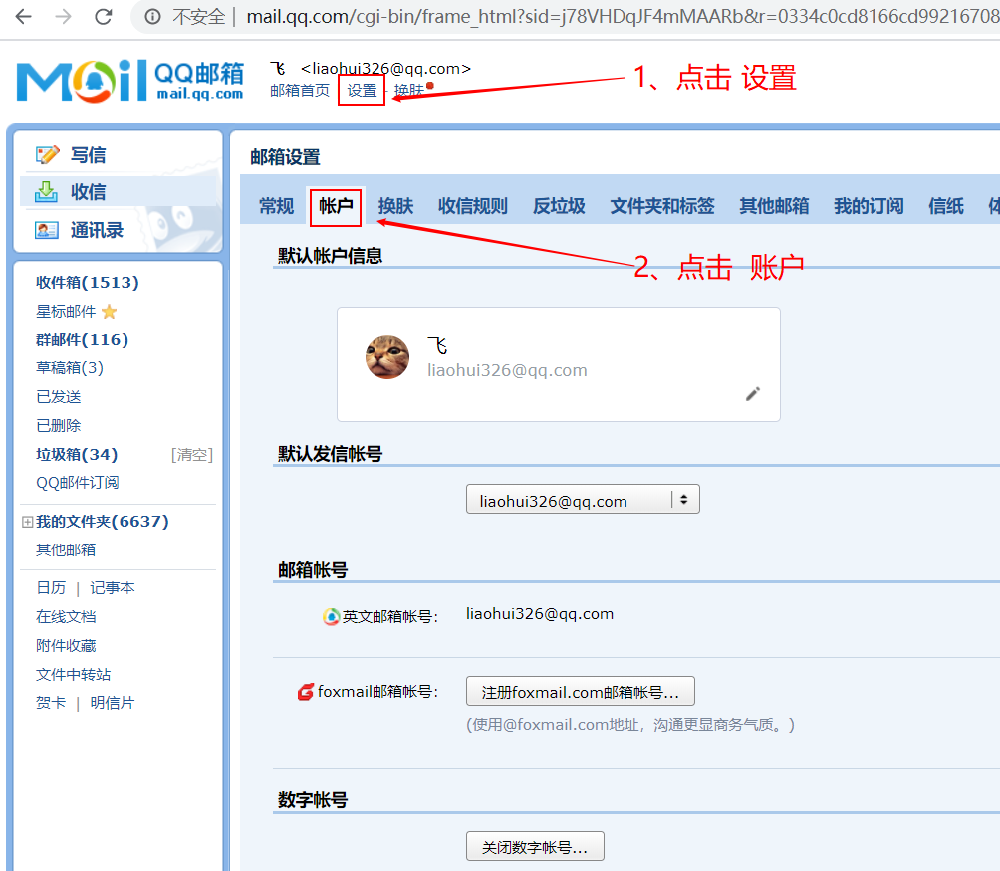 不安全 | mail.qq.com/cgi-bin/frame_html?sid=j78VHDqJF4mMAARb&r=0334c0cd8166cd99216708
MAil QQ邮箱
mail.qq.com
飞 <liaohui326@qq.com>
邮箱首页 设置 - 换肤
1、点击 设置
写信
收信
通讯录
收件箱(1513)
星标邮件
群邮件(116)
草稿箱(3)
已发送
已删除
垃圾箱(34) [清空]
QQ邮件订阅
我的文件夹(6637)
其他邮箱
日历 | 记事本
在线文档
附件收藏
文件中转站
贺卡 | 明信片
邮箱设置
常规 帐户 换肤 收信规则 反垃圾 文件夹和标签 其他邮箱 我的订阅 信纸 体
默认帐户信息
2、点击 账户
飞
liaohui326@qq.com
默认发信帐号
liaohui326@qq.com
邮箱帐号
英文邮箱帐号: liaohui326@qq.com
foxmail邮箱帐号: 注册foxmail.com邮箱帐号...
(使用@foxmail.com地址，沟通更显商务气质。)
数字帐号
关闭数字帐号...